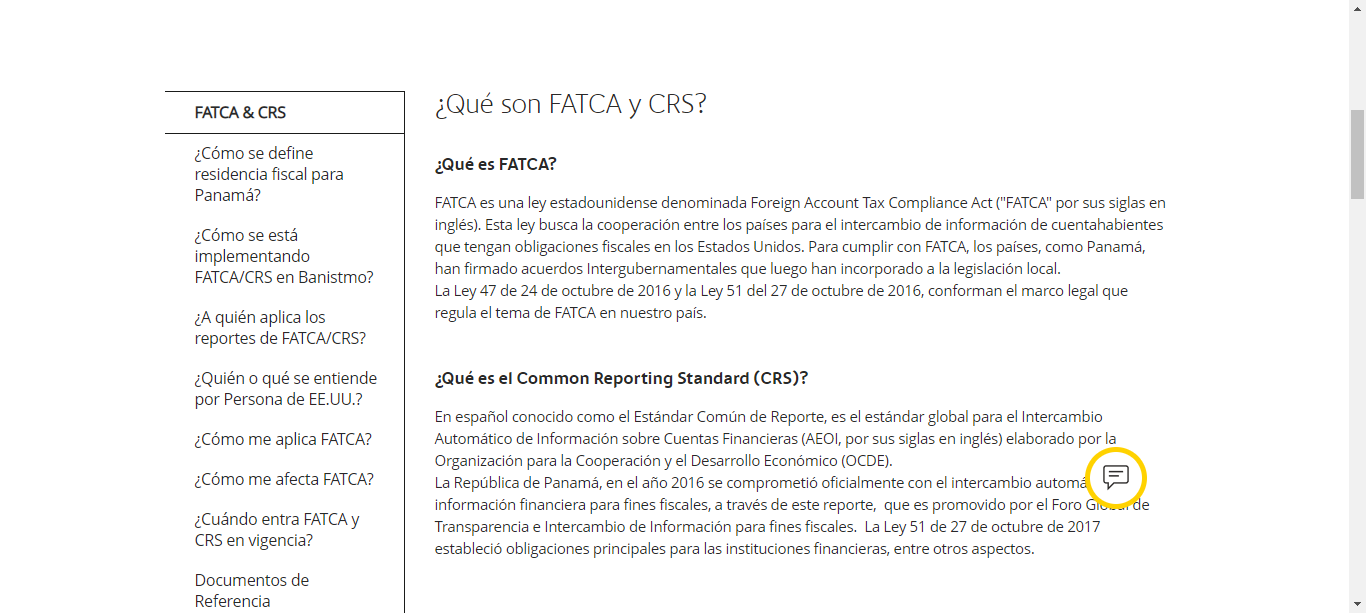 FATCA & CRS
¿Cómo se define
residencia fiscal para
Panamá?
¿Cómo se está
implementando
FATCA/CRS en Banistmo?
¿A quién aplica los
reportes de FATCA/CRS?
¿Quién o qué se entiende
por Persona de EE.UU.?
¿Cómo me aplica FATCA?
¿Cómo me afecta FATCA?
¿Cuándo entra FATCA y
CRS en vigencia?
Documentos de
Referencia
¿Qué son FATCA y CRS?
¿Qué es FATCA?
FATCA es una ley estadounidense denominada Foreign Account Tax Compliance Act ("FATCA" por sus siglas en
inglés). Esta ley busca la cooperación entre los países para el intercambio de información de cuentahabientes
que tengan obligaciones fiscales en los Estados Unidos. Para cumplir con FATCA, los países, como Panamá,
han firmado acuerdos Intergubernamentales que luego han incorporado a la legislación local.
La Ley 47 de 24 de octubre de 2016 y la Ley 51 del 27 de octubre de 2016, conforman el marco legal que
regula el tema de FATCA en nuestro país.
¿Qué es el Common Reporting Standard (CRS)?
En español conocido como el Estándar Común de Reporte, es el estándar global para el Intercambio
Automático de Información sobre Cuentas Financieras (AEOI, por sus siglas en inglés) elaborado por la
Organización para la Cooperación y el Desarrollo Económico (OCDE).
La República de Panamá, en el año 2016 se comprometió oficialmente con el intercambio
información financiera para fines fiscales, a través de este reporte, que es promovido por el Foro Global de
Transparencia e Intercambio de Información para fines fiscales. La Ley 51 de 27 de octubre de 2017
estableció obligaciones principales para las instituciones financieras, entre otros aspectos.